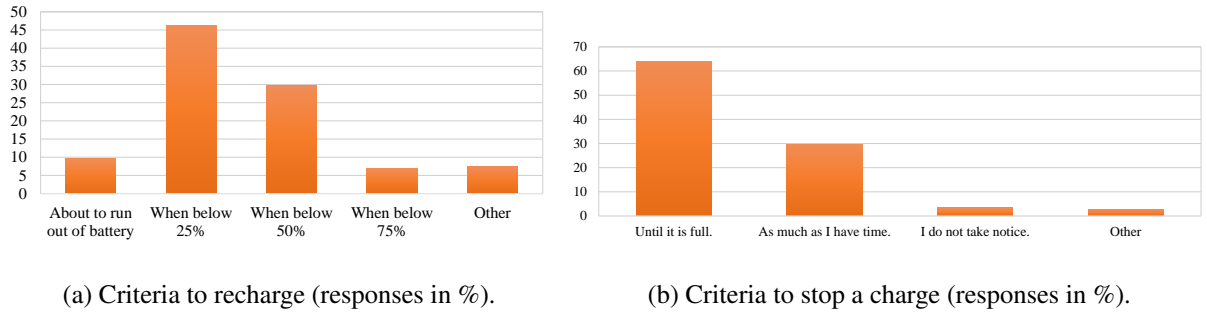 50
45
40
35
30
25
20
15
10
5
0
About to run out of battery
When below 25%
When below 50%
When below 75%
Other
(a) Criteria to recharge (responses in %).
70
60
50
40
30
20
10
0
Until it is full.
As much as I have time.
I do not take notice.
Other
(b) Criteria to stop a charge (responses in %).